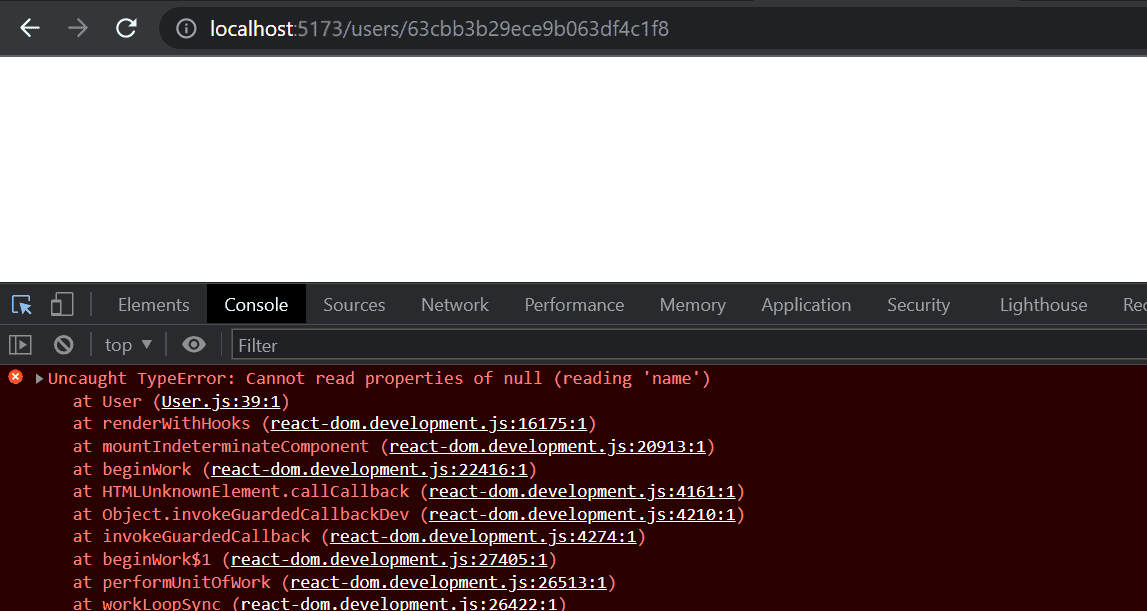 localhost:5173/users/63cbb3b29ece9b063df4c1f8
Elements Console Sources Network Performance Memory Application Security Lighthouse Rec
top ▼ Filter
Uncaught TypeError: Cannot read properties of null (reading 'name')
at User (User.js:39:1)
at renderWithHooks (react-dom.development.js:16175:1)
at mountIndeterminateComponent (react-dom.development.js:20913:1)
at beginWork (react-dom.development.js:22416:1)
at HTMLUnknownElement.callCallback (react-dom.development.js:4161:1)
at Object.invokeGuardedCallbackDev (react-dom.development.js:4210:1)
at invokeGuardedCallback (react-dom.development.js:4274:1)
at beginWork$1 (react-dom.development.js:27405:1)
at performUnitOfWork (react-dom.development.js:26513:1)
at workLoopSync (react-dom.development.js:26422:1)